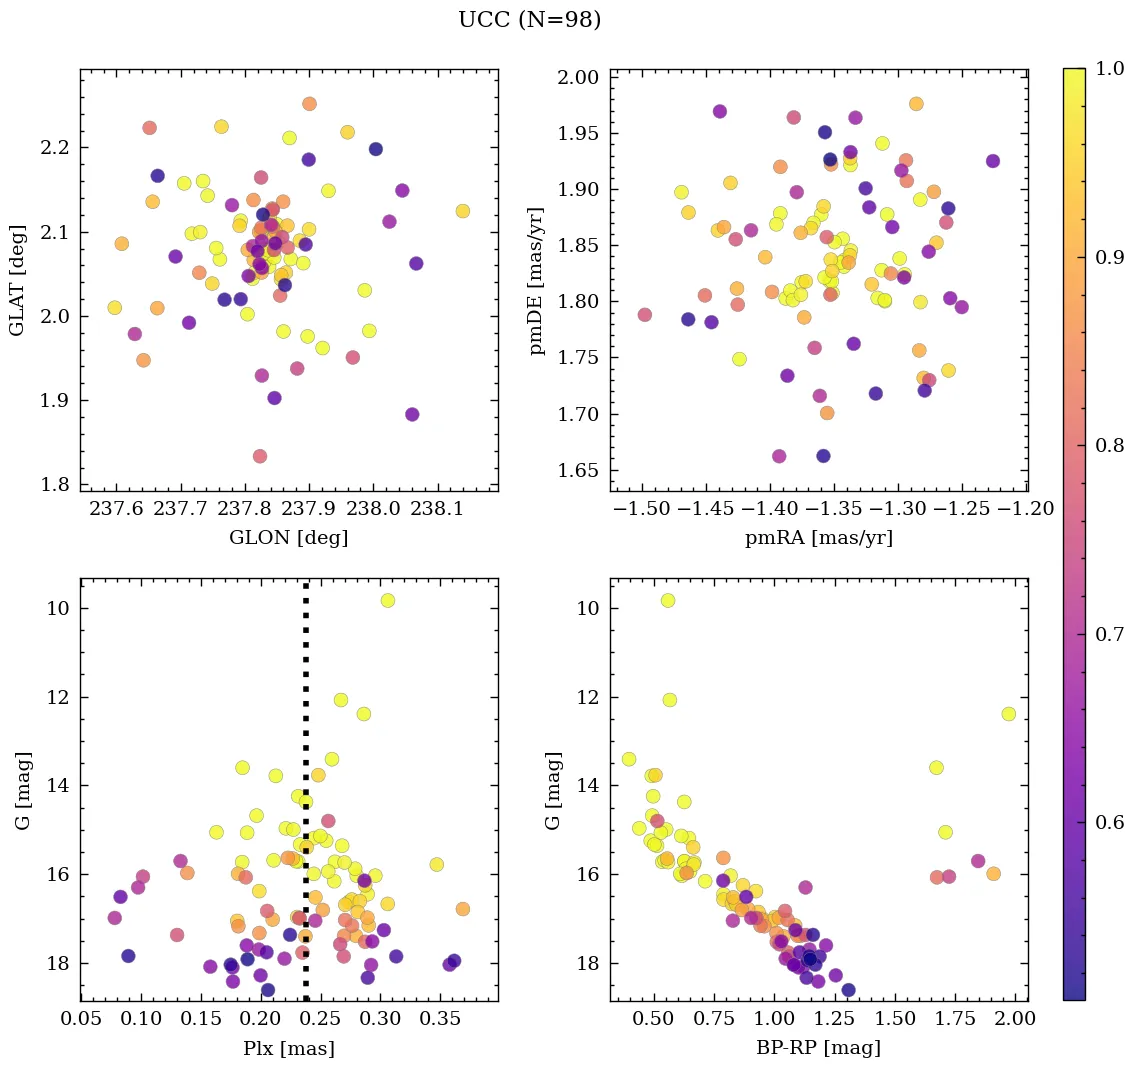 UCC (N=98)
2.2
2.1
2.0
1.9
1.8
GLAT [deg]
237.6 237.7 237.8 237.9 238.0 238.1
GLON [deg]
2.00
1.95
1.90
1.85
1.80
1.75
1.70
1.65
pmDE [mas/yr]
−1.50 −1.45 −1.40 −1.35 −1.30 −1.25 −1.20
pmRA [mas/yr]
10
12
14
16
18
G [mag]
0.05 0.10 0.15 0.20 0.25 0.30 0.35
Plx [mas]
10
12
14
16
18
G [mag]
0.50 0.75 1.00 1.25 1.50 1.75 2.00
BP-RP [mag]
1.0
0.9
0.8
0.7
0.6